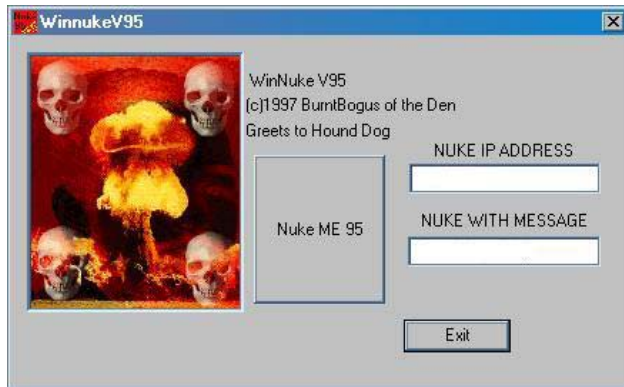 WinnukeV95
WinNuke V95
(c)1997 BurntBogus of the Den
Greets to Hound Dog
NUKE IP ADDRESS
Nuke ME 95
NUKE WITH MESSAGE
Exit